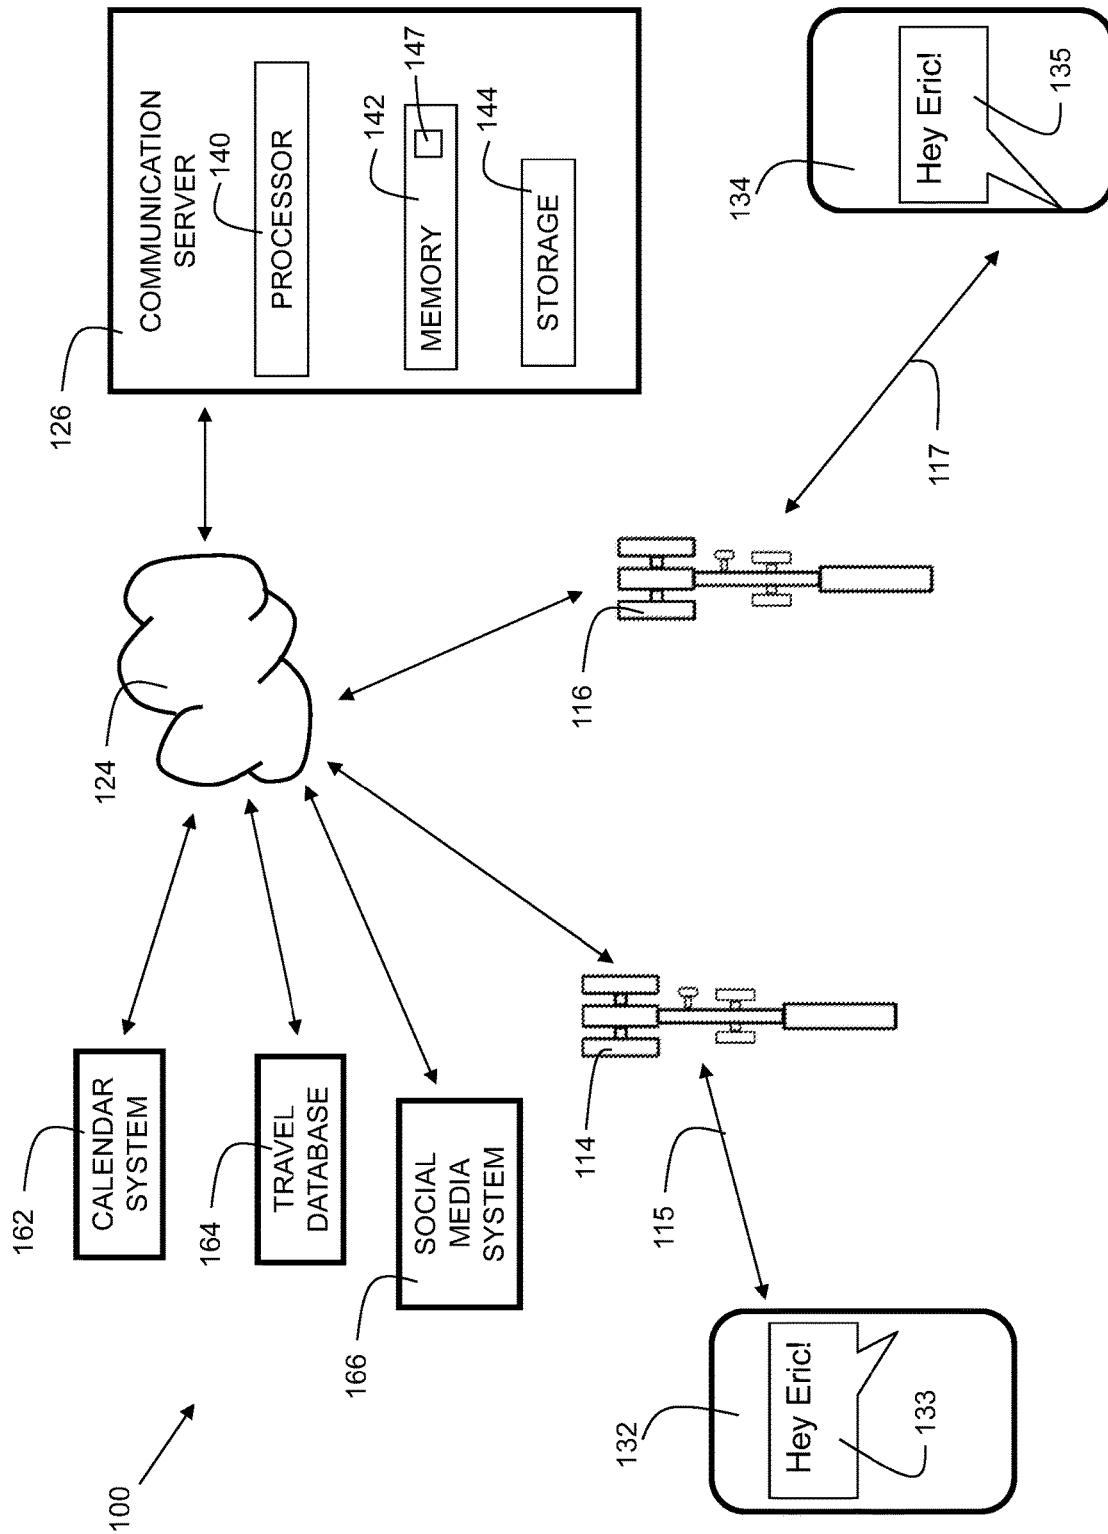 100
162
CALENDAR
SYSTEM
164
TRAVEL
DATABASE
166
SOCIAL
MEDIA
SYSTEM
124
126
COMMUNICATION
SERVER
140
PROCESSOR
142
147
MEMORY
144
STORAGE
132
Hey Eric!
133
115
114
116
117
134
Hey Eric!
135